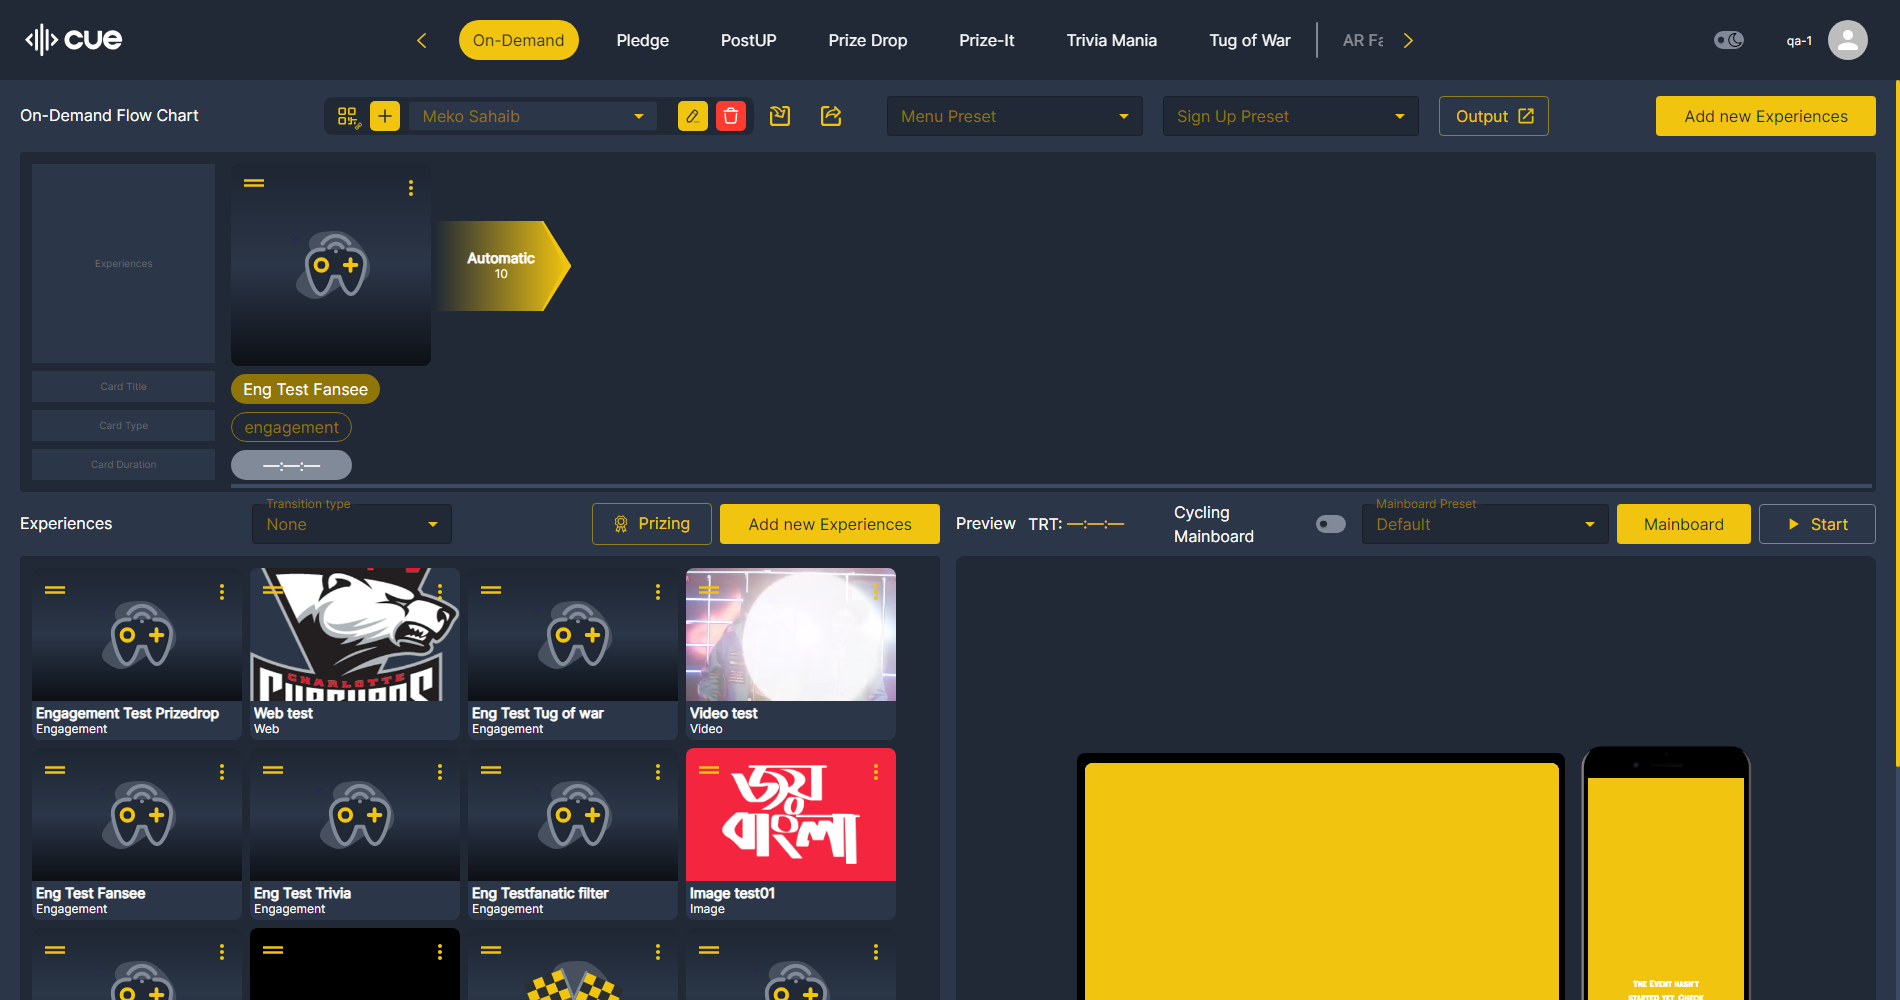 cue
On-Demand
Pledge
PostUP
Prize Drop
Prize-It
Trivia Mania
Tug of War
AR Fa
qa-1
On-Demand Flow Chart
Meko Sahaib
Menu Preset
Sign Up Preset
Output
Add new Experiences
Experiences
Automatic
10
Card Title
Eng Test Fansee
Card Type
engagement
Card Duration
—:—:—
Experiences
Transition type
None
Prizing
Add new Experiences
Preview
TRT: —:—:—
Cycling
Mainboard
Mainboard Preset
Default
Mainboard
Start
CHARLOTTE
Engagement Test Prizedrop
Engagement
Web test
Web
Eng Test Tug of war
Engagement
Video test
Video
জয়
বাংলা
Eng Test Fansee
Engagement
Eng Test Trivia
Engagement
Eng Testfanatic filter
Engagement
Image test01
Image
The Event hasn't
started yet. Check